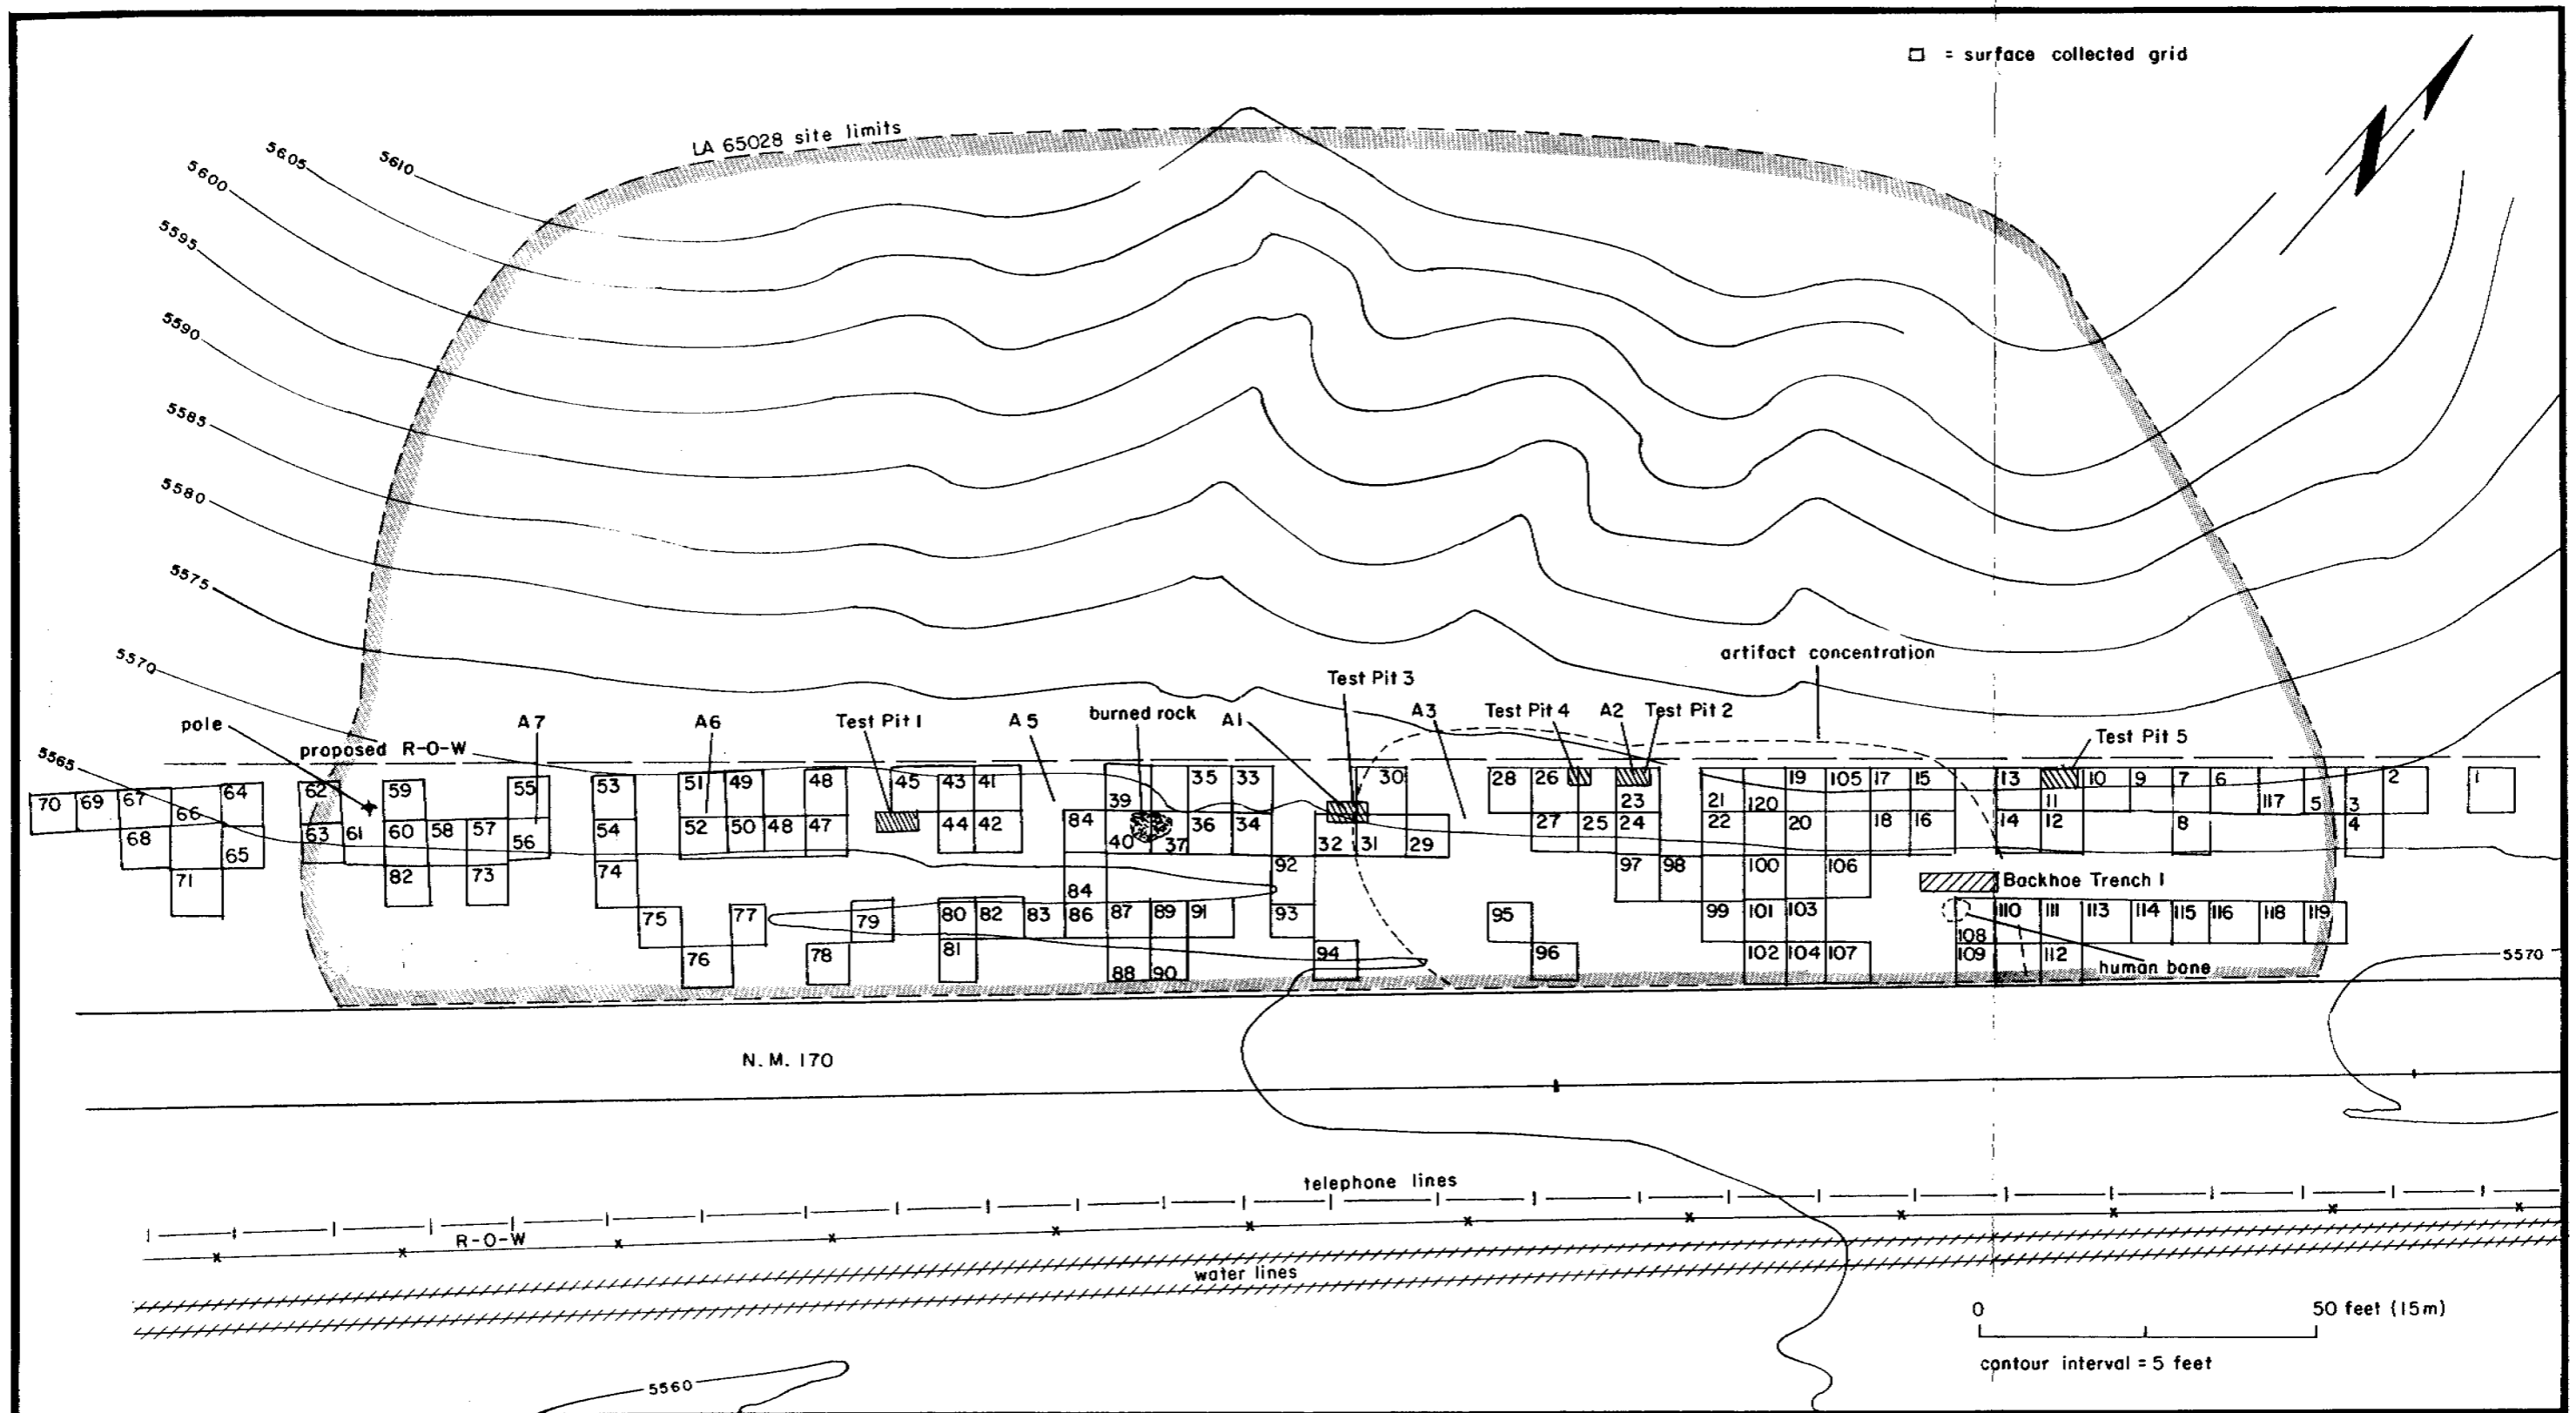 □ = surface collected grid
LA 65028 site limits
5610
5605
5600
5595
5590
5585
5580
5575
5570
5565
artifact concentration
Test Pit 3
pole
A7
A6
Test Pit 1
A5
burned rock
A1
A3
Test Pit 4
A2
Test Pit 2
Test Pit 5
proposed R-O-W
62 59 55 53 51 49 48 45 43 41 35 33 30 28 26 19 105 17 15 13 10 9 7 6 2 1
70 69 67 66 64 39 23 21 120 11 117 5 3
63 61 60 58 57 56 54 52 50 48 47 44 42 84 40 37 36 34 32 31 29 27 25 24 22 20 18 16 14 12 8 4
68 65
71 82 73 74 84 92 97 98 100 106
Backhoe Trench 1
75 77 79 80 82 83 86 87 89 91 93 95 99 101 103 110 111 113 114 115 116 118 119
108
76 78 81 88 90 94 96 102 104 107 109 112
human bone
5570
N.M. 170
telephone lines
R-O-W
water lines
0 50 feet (15m)
contour interval = 5 feet
5560